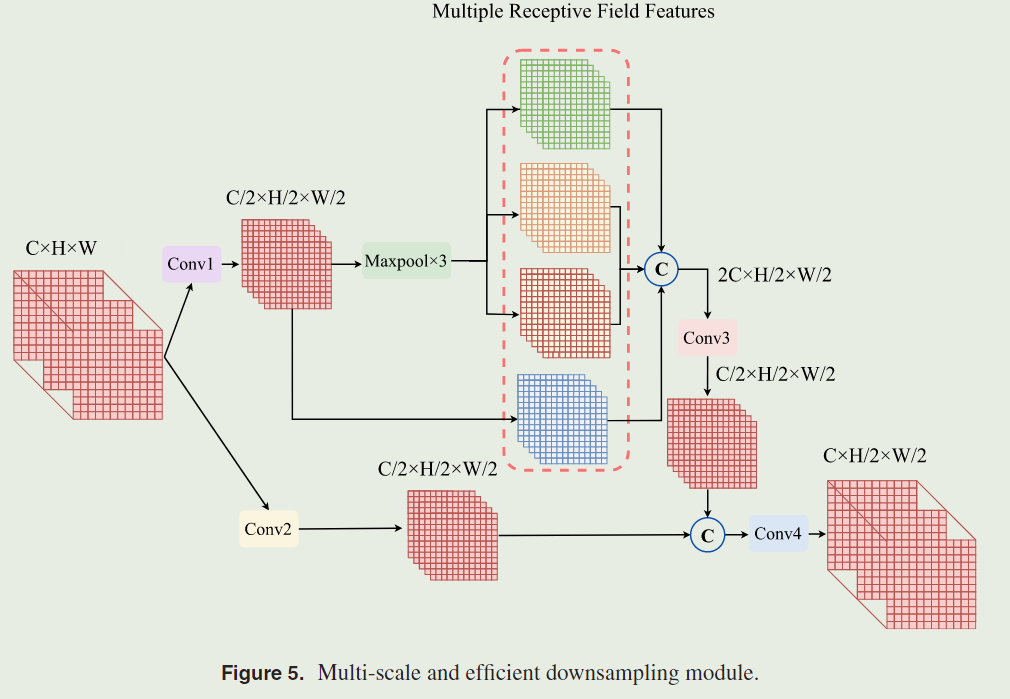 Multiple Receptive Field Features
C/2×H/2×W/2
C×H×W
Conv1
Maxpool×3
C
2C×H/2×W/2
Conv3
C/2×H/2×W/2
C×H/2×W/2
C/2×H/2×W/2
Conv2
C
Conv4
Figure 5. Multi-scale and efficient downsampling module.